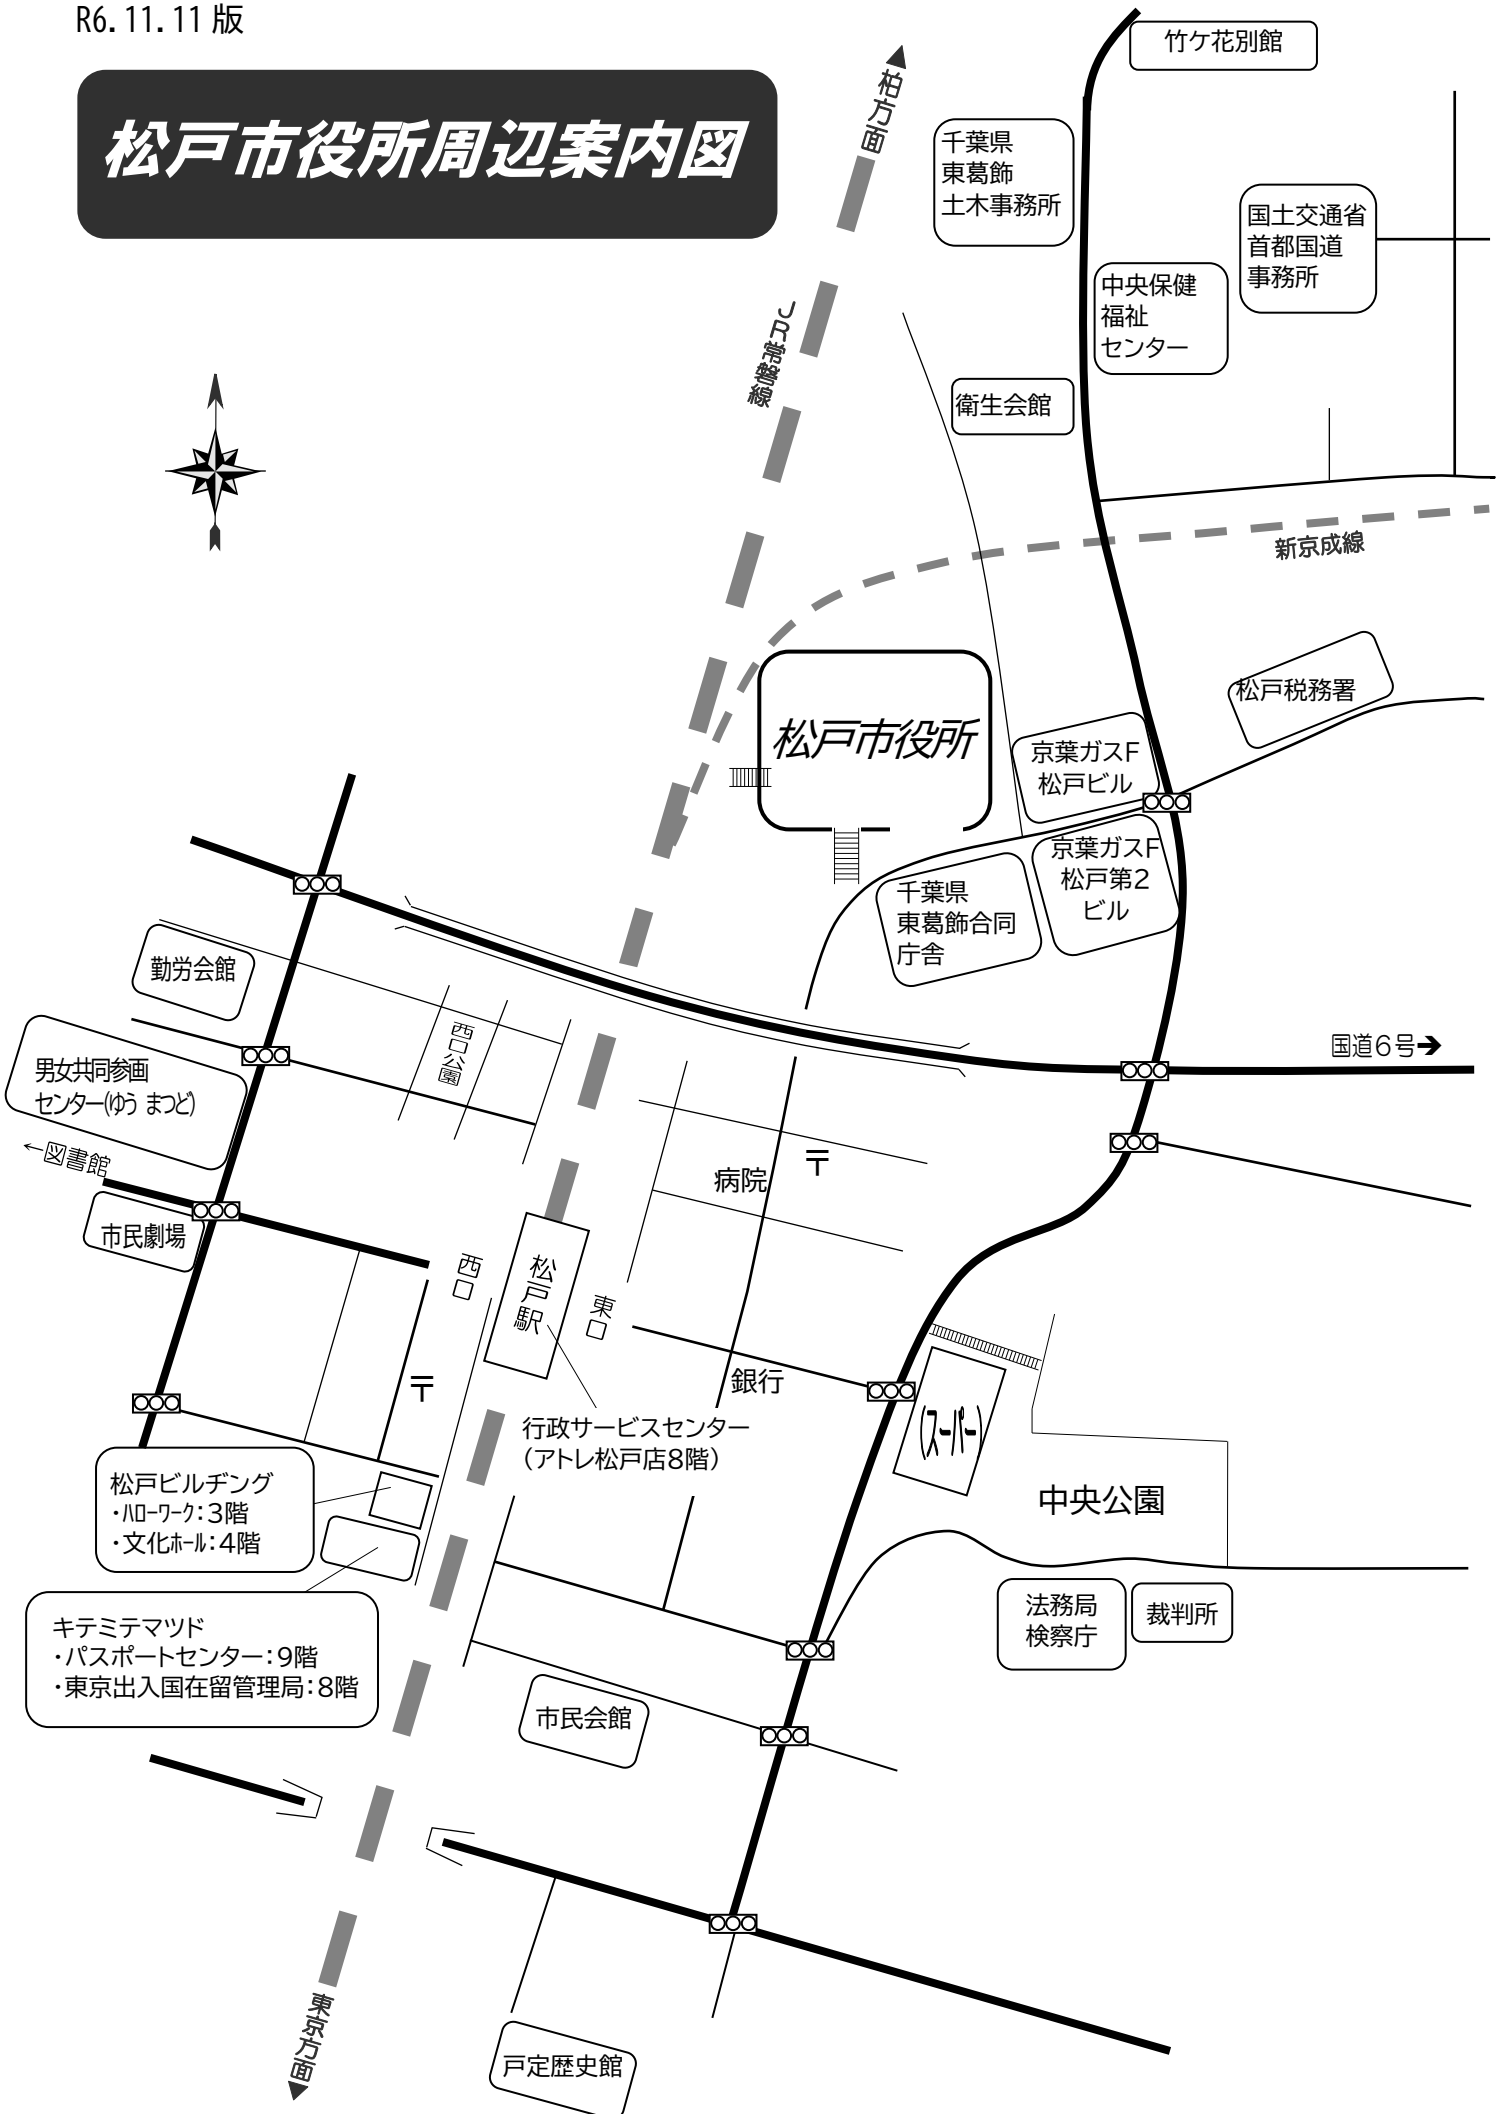 R6.11.11版
松戸市役所周辺案内図
竹ケ花別館
柏方面
千葉県
東葛飾
土木事務所
国土交通省
首都国道
事務所
中央保健
福祉
センター
JR常磐線
衛生会館
新京成線
松戸市役所
松戸税務署
京葉ガスF
松戸ビル
京葉ガスF
松戸第2
ビル
千葉県
東葛飾合同
庁舎
勤労会館
西口公園
国道6号➔
男女共同参画
センター(ゆう まつど)
←図書館
市民劇場
病院
〒
西口
松戸駅
東口
〒
銀行
行政サービスセンター
(アトレ松戸店8階)
(スーパー)
中央公園
松戸ビルヂング
・ハローワーク:3階
・文化ホール:4階
キテミテマツド
・パスポートセンター:9階
・東京出入国在留管理局:8階
法務局
検察庁
裁判所
市民会館
東京方面
戸定歴史館